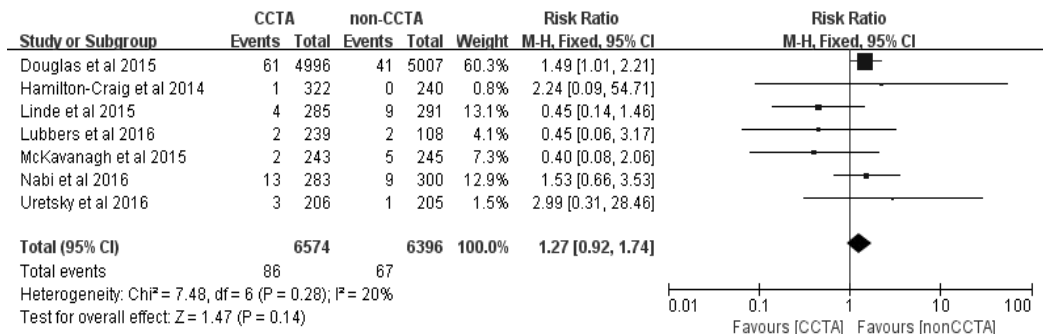 CCTA non-CCTA Risk Ratio Risk Ratio
Study or Subgroup Events Total Events Total Weight M-H, Fixed, 95% CI M-H, Fixed, 95% CI
Douglas et al 2015 61 4996 41 5007 60.3% 1.49 [1.01, 2.21]
Hamilton-Craig et al 2014 1 322 0 240 0.8% 2.24 [0.09, 54.71]
Linde et al 2015 4 285 9 291 13.1% 0.45 [0.14, 1.46]
Lubbers et al 2016 2 239 2 108 4.1% 0.45 [0.06, 3.17]
McKavanagh et al 2015 2 243 5 245 7.3% 0.40 [0.08, 2.06]
Nabi et al 2016 13 283 9 300 12.9% 1.53 [0.66, 3.53]
Uretsky et al 2016 3 206 1 205 1.5% 2.99 [0.31, 28.46]
Total (95% CI) 6574 6396 100.0% 1.27 [0.92, 1.74]
Total events 86 67
Heterogeneity: Chi² = 7.48, df = 6 (P = 0.28); I² = 20%
Test for overall effect: Z = 1.47 (P = 0.14)
0.01 0.1 1 10 100
Favours [CCTA] Favours [nonCCTA]